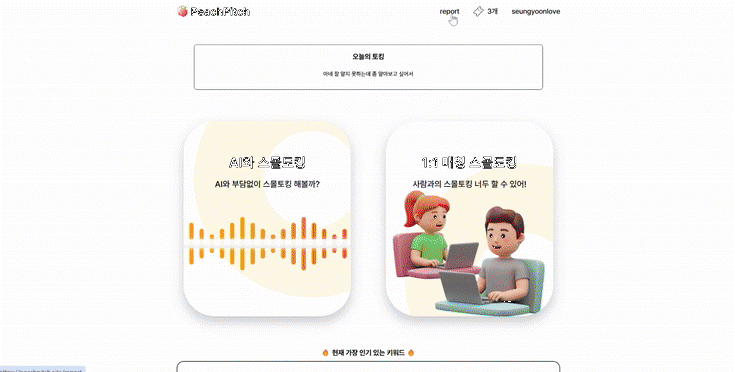 PeachPitch
report 3개 seungyoonlove
오늘의 토킹
아네 잘 알지 못하는데 좀 알아보고 싶어서
AI와 스몰토킹
AI와 부담없이 스몰토킹 해볼까?
1:1 매칭 스몰토킹
사람과의 스몰토킹 너두 할 수 있어!
🔥 현재 가장 인기 있는 키워드 🔥